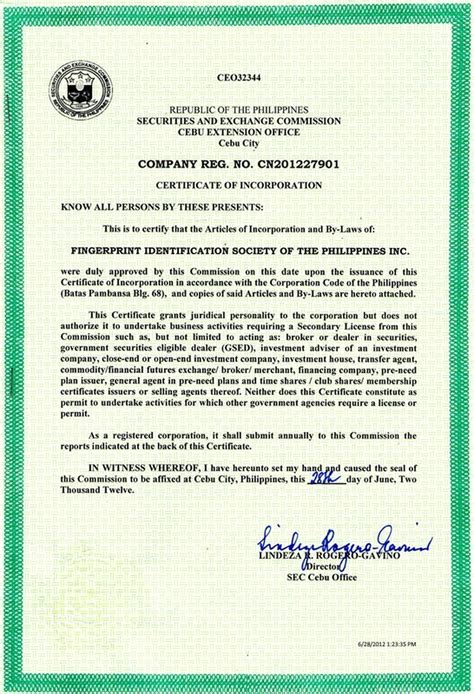 CEO32344
SECURITIES AND EXCHANGE COMMISSION
REPUBLIC OF THE PHILIPPINES
SECURITIES AND EXCHANGE COMMISSION
CEBU EXTENSION OFFICE
Cebu City
COMPANY REG. NO. CN201227901
CERTIFICATE OF INCORPORATION
KNOW ALL PERSONS BY THESE PRESENTS:
This is to certify that the Articles of Incorporation and By-Laws of:
FINGERPRINT IDENTIFICATION SOCIETY OF THE PHILIPPINES INC.
were duly approved by this Commission on this date upon the issuance of this
Certificate of Incorporation in accordance with the Corporation Code of the Philippines
(Batas Pambansa Blg. 68), and copies of said Articles and By-Laws are hereto attached.
This Certificate grants juridical personality to the corporation but does not
authorize it to undertake business activities requiring a Secondary License from this
Commission such as, but not limited to acting as: broker or dealer in securities,
government securities eligible dealer (GSED), investment adviser of an investment
company, close-end or open-end investment company, investment house, transfer agent,
commodity/financial futures exchange/ broker/ merchant, financing company, pre-need
plan issuer, general agent in pre-need plans and time shares / club shares/ membership
certificates issuers or selling agents thereof. Neither does this Certificate constitute as
permit to undertake activities for which other government agencies require a license or
permit.
As a registered corporation, it shall submit annually to this Commission the
reports indicated at the back of this Certificate.
IN WITNESS WHEREOF, I have hereunto set my hand and caused the seal of
this Commission to be affixed at Cebu City, Philippines, this 28th day of June, Two
Thousand Twelve.
Lindeza Rogero-Gavino
LINDEZA R. ROGERO-GAVINO
Director
SEC Cebu Office
6/28/2012 1:23:35 PM